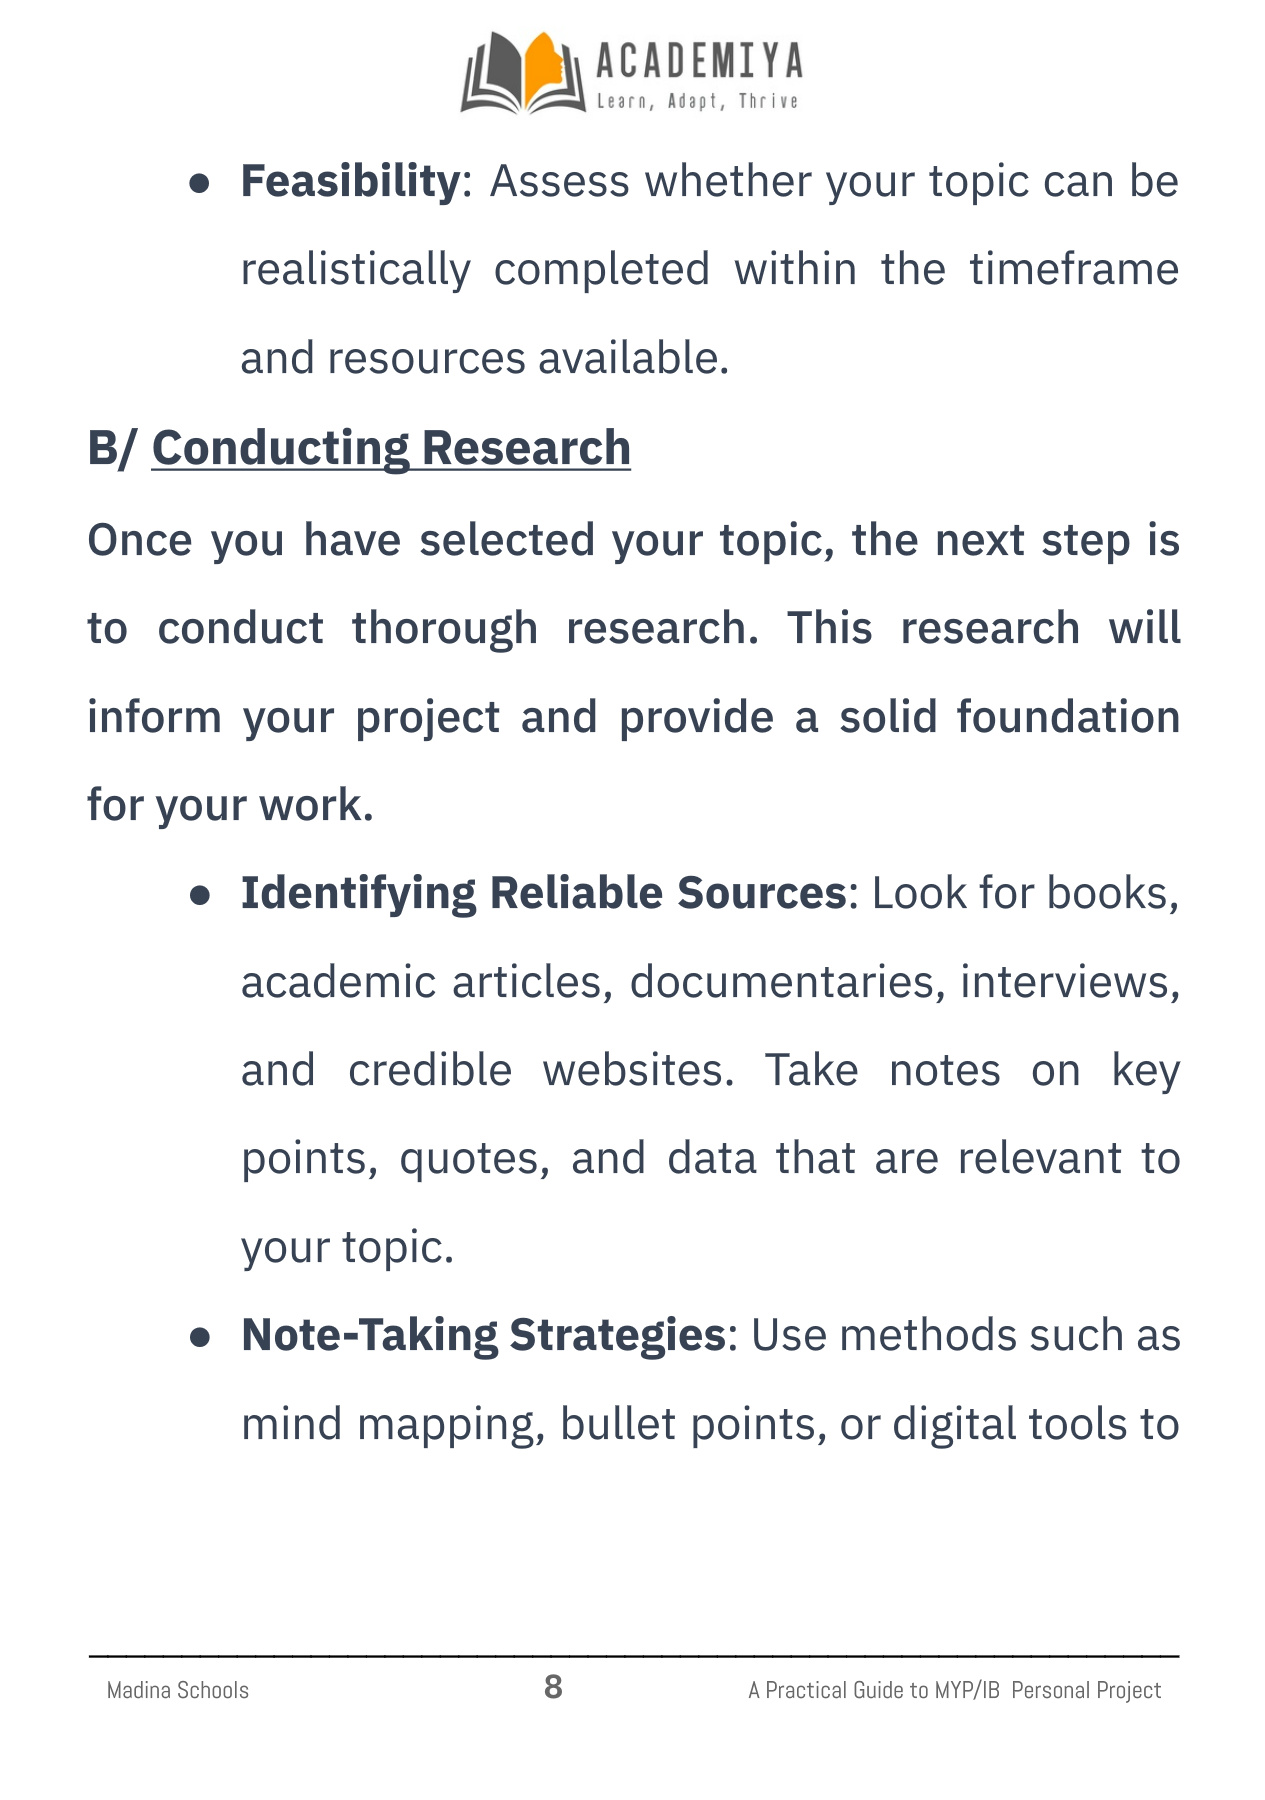 ACADEMIYA
Learn, Adapt, Thrive
● Feasibility: Assess whether your topic can be
realistically completed within the timeframe
and resources available.
B/ Conducting Research
Once you have selected your topic, the next step is
to conduct thorough research. This research will
inform your project and provide a solid foundation
for your work.
● Identifying Reliable Sources: Look for books,
academic articles, documentaries, interviews,
and credible websites. Take notes on key
points, quotes, and data that are relevant to
your topic.
● Note-Taking Strategies: Use methods such as
mind mapping, bullet points, or digital tools to
Madina Schools 8 A Practical Guide to MYP/IB Personal Project